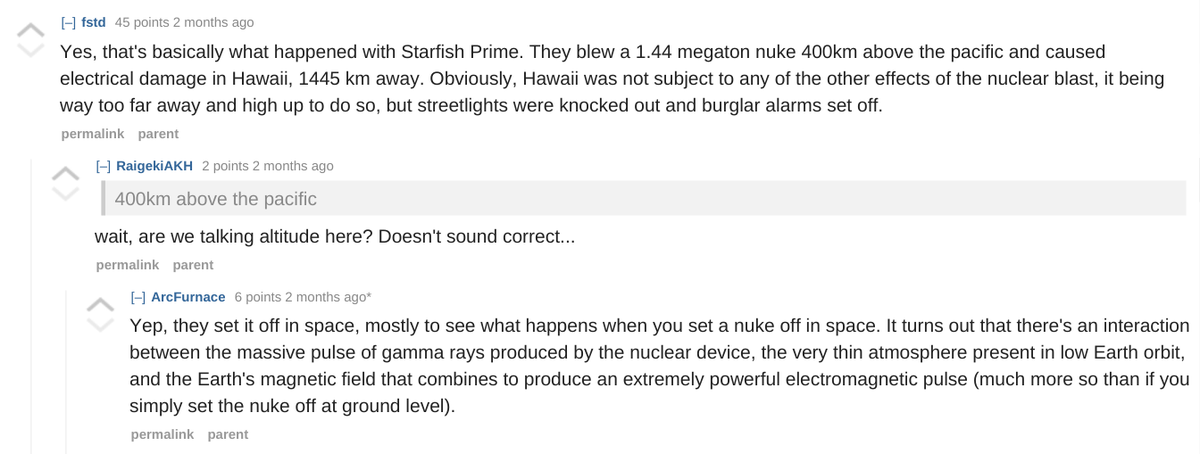 [–] fstd 45 points 2 months ago
Yes, that's basically what happened with Starfish Prime. They blew a 1.44 megaton nuke 400km above the pacific and caused
electrical damage in Hawaii, 1445 km away. Obviously, Hawaii was not subject to any of the other effects of the nuclear blast, it being
way too far away and high up to do so, but streetlights were knocked out and burglar alarms set off.
permalink parent
[–] RaigekiAKH 2 points 2 months ago
400km above the pacific
wait, are we talking altitude here? Doesn't sound correct...
permalink parent
[–] ArcFurnace 6 points 2 months ago*
Yep, they set it off in space, mostly to see what happens when you set a nuke off in space. It turns out that there's an interaction
between the massive pulse of gamma rays produced by the nuclear device, the very thin atmosphere present in low Earth orbit,
and the Earth's magnetic field that combines to produce an extremely powerful electromagnetic pulse (much more so than if you
simply set the nuke off at ground level).
permalink parent